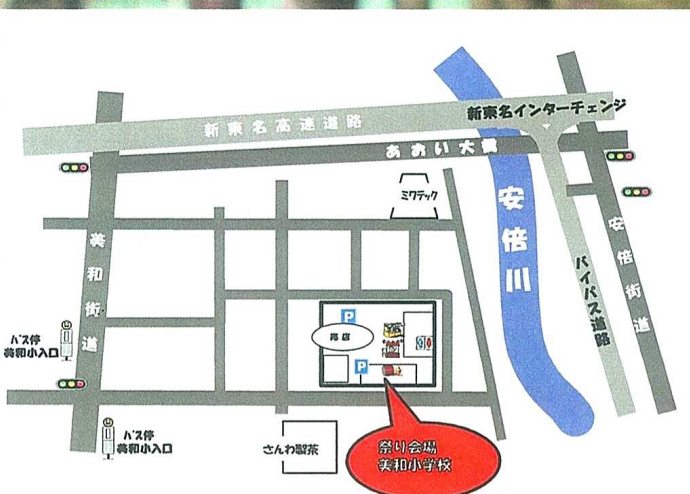 新東名インターチェンジ
新東名高速道路
あおい大橋
ミワテック
安倍川
美和街道
バイパス道路
安倍街道
P
売店
バス停
美和小入口
P
バス停
美和小入口
さんわ製茶
祭り会場
美和小学校